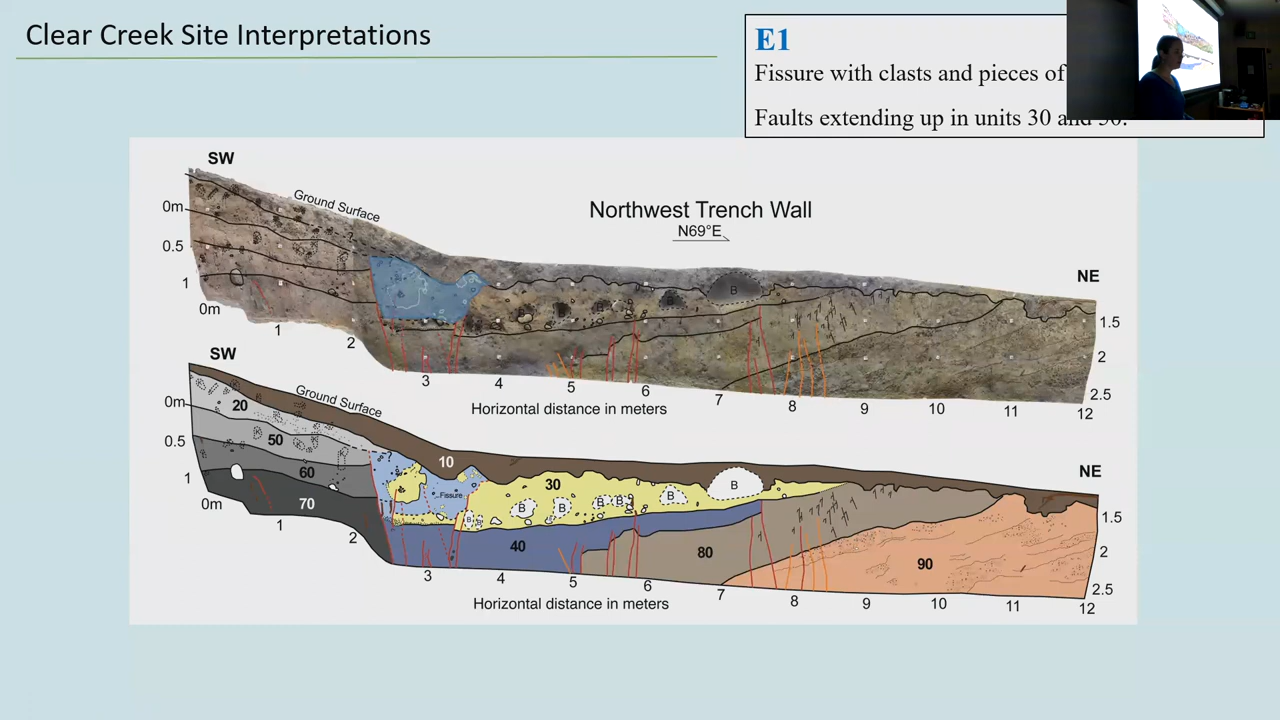 Clear Creek Site Interpretations
E1
Fissure with clasts and pieces of
Faults extending up in units 30 and
SW
Ground Surface
Northwest Trench Wall
N69°E
NE
0m
0.5
1
0m
1
2
3
4
5
6
7
8
9
10
11
12
1.5
2
2.5
?
B
B
B
Horizontal distance in meters
SW
Ground Surface
NE
0m
0.5
1
0m
1
2
3
4
5
6
7
8
9
10
11
12
1.5
2
2.5
20
50
60
70
10
30
40
80
90
Fissure
?
B
B
B
B
B
B
B
Horizontal distance in meters